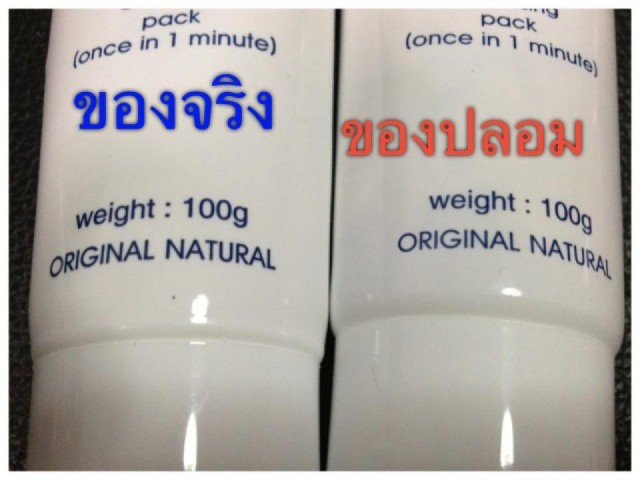 pack
(once in 1 minute)
ของจริง
weight : 100g
ORIGINAL NATURAL
pack
(once in 1 minute)
ของปลอม
weight : 100g
ORIGINAL NATURAL